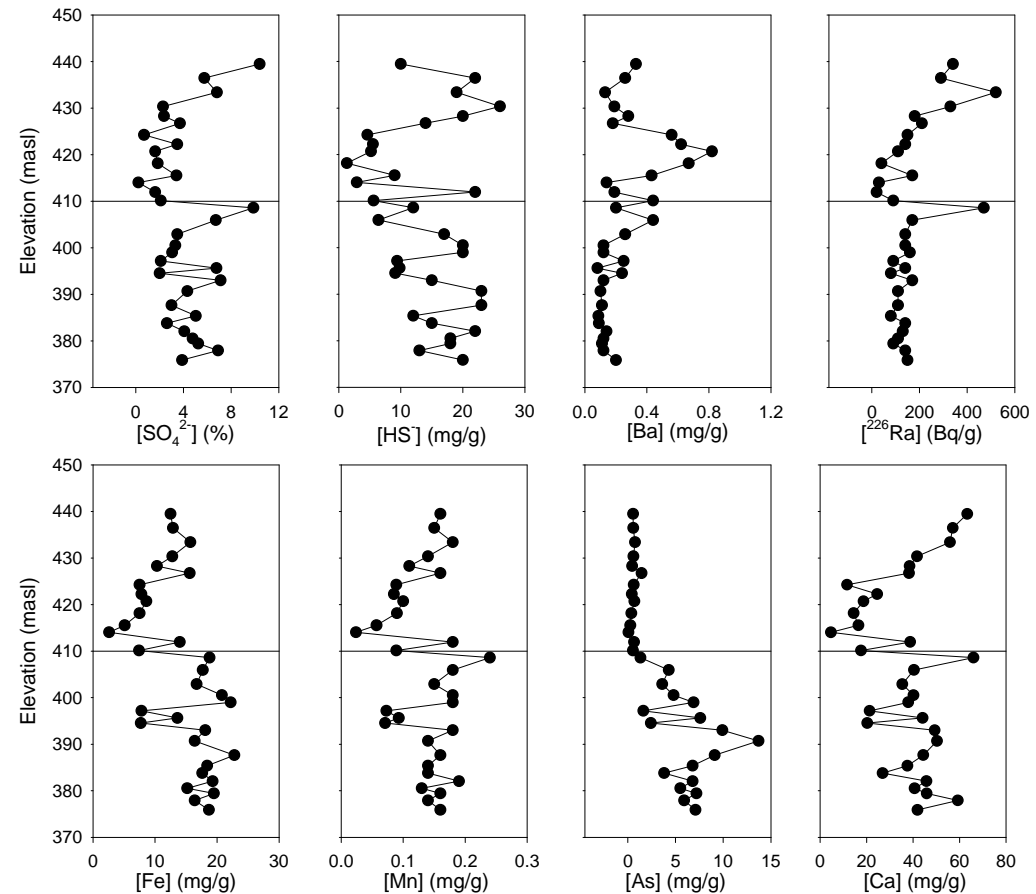 450
440
430
420
410
400
390
380
370
Elevation (masl)
0 4 8 12
0 10 20 30
0.0 0.4 0.8 1.2
0 200 400 600
[SO₄²⁻] (%)
[HS⁻] (mg/g)
[Ba] (mg/g)
[²²⁶Ra] (Bq/g)
450
440
430
420
410
400
390
380
370
Elevation (masl)
0 10 20 30
0.0 0.1 0.2 0.3
0 5 10 15
0 20 40 60 80
[Fe] (mg/g)
[Mn] (mg/g)
[As] (mg/g)
[Ca] (mg/g)